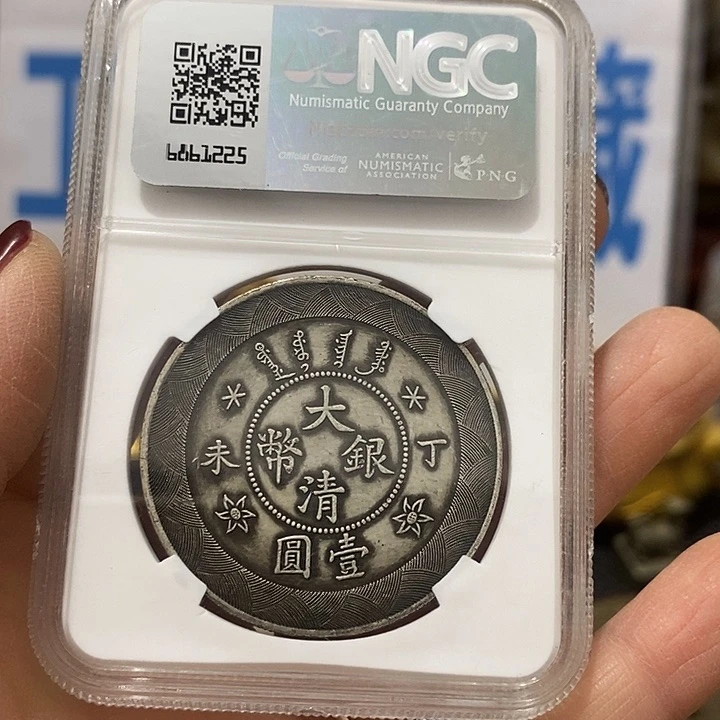 NGC
Numismatic Guaranty Company
Official Grading
Service of
AMERICAN
NUMISMATIC
ASSOCIATION
PNG
大清銀幣
丁未
壹圓